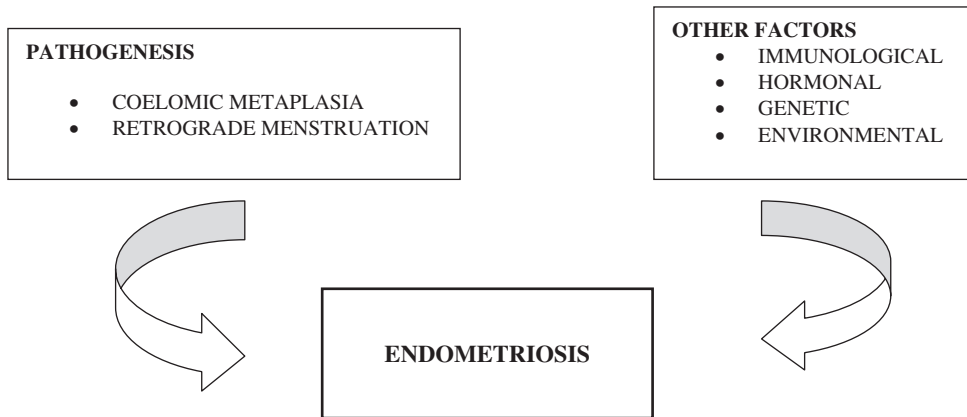 PATHOGENESIS
• COELOMIC METAPLASIA
• RETROGRADE MENSTRUATION
OTHER FACTORS
• IMMUNOLOGICAL
• HORMONAL
• GENETIC
• ENVIRONMENTAL
ENDOMETRIOSIS